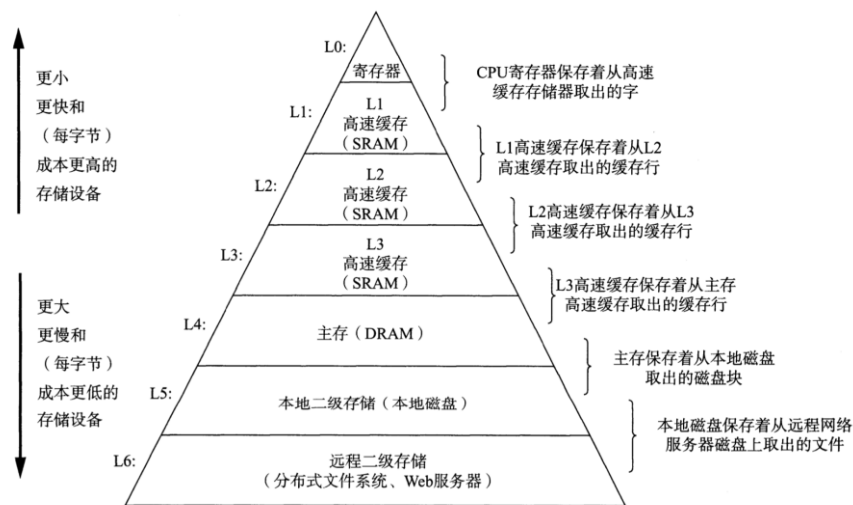 L0:
寄存器
CPU寄存器保存着从高速
缓存存储器取出的字
更小
更快和
（每字节）
成本更高的
存储设备
L1:
L1
高速缓存
（SRAM）
L1高速缓存保存着从L2
高速缓存取出的缓存行
L2:
L2
高速缓存
（SRAM）
L2高速缓存保存着从L3
高速缓存取出的缓存行
L3:
L3
高速缓存
（SRAM）
L3高速缓存保存着从主存
高速缓存取出的缓存行
更大
更慢和
（每字节）
成本更低的
存储设备
L4:
主存（DRAM）
主存保存着从本地磁盘
取出的磁盘块
L5:
本地二级存储（本地磁盘）
本地磁盘保存着从远程网络
服务器磁盘上取出的文件
L6:
远程二级存储
（分布式文件系统、Web服务器）